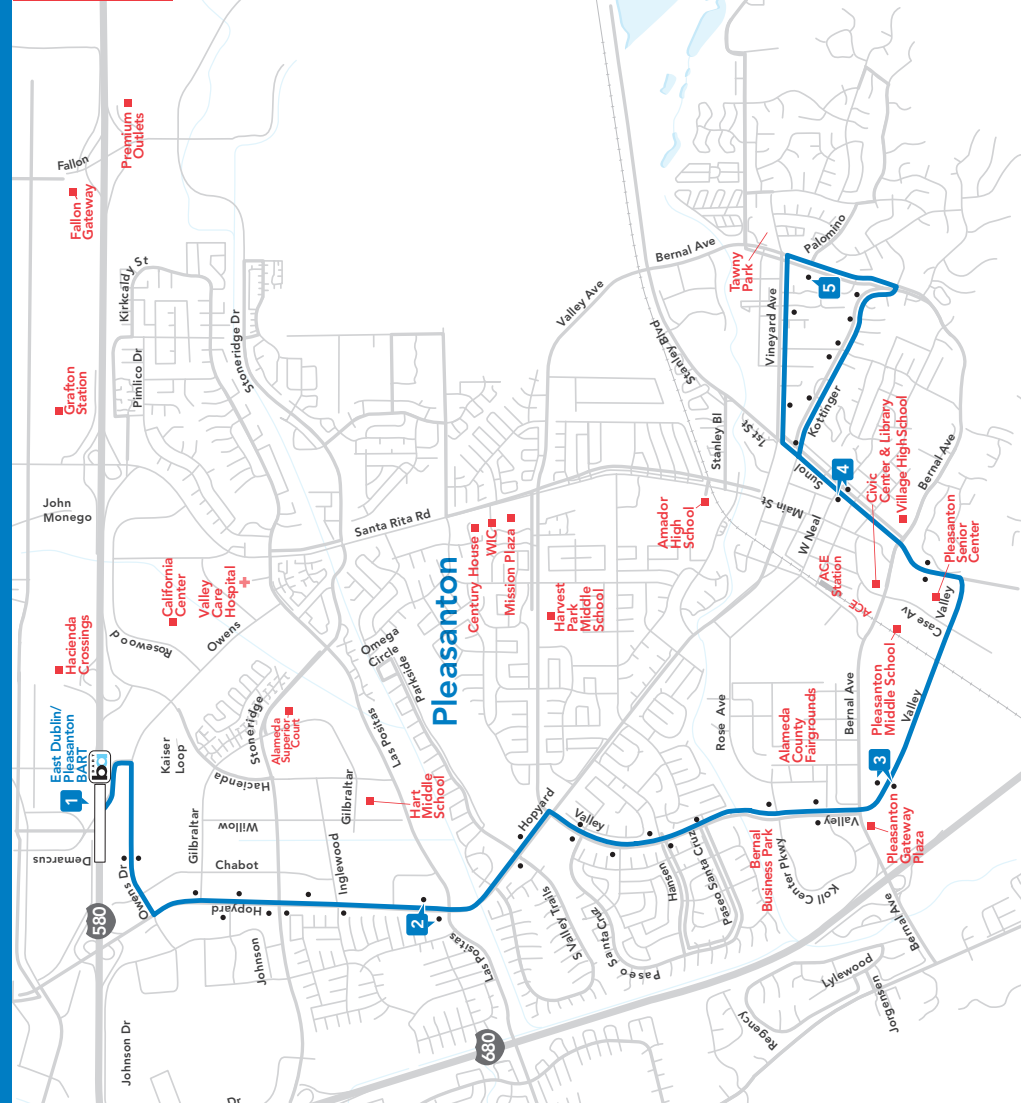 Fallon
Premium
Outlets
Fallon
Gateway
Kirkcaldy St
Pimlico Dr
Stoneridge Dr
Grafton
Station
John
Monego
Hacienda
Crossings
California
Center
Valley
Care
Hospital
Rosewood
Owens
Santa Rita Rd
Pleasanton
Century House
WIC
Mission Plaza
Harvest
Park
Middle
School
Omega
Circle
Parkside
Las Positas
East Dublin/
Pleasanton
BART
1
b
Demarcus
Kaiser
Loop
Stoneridge
Alameda
Superior
Court
Hacienda
Gilbraltar
Gilbraltar
Willow
Chabot
Inglewood
Hart
Middle
School
Owens Dr
580
Hopyard
Johnson
Johnson Dr
Dr
2
Las Positas
680
Hopyard
Valley
S Valley Trails
Paseo Santa Cruz
Hansen
Paseo Santa Cruz
Paseo
Bernal
Business Park
Koll Center Pkwy
Valley
Rose Ave
Alameda
County
Fairgrounds
Bernal Ave
3
Pleasanton
Gateway
Plaza
Bernal Ave
Lylewood
Jorgensen
Regency
Pleasanton
Middle School
Valley
Case Av
Valley
Pleasanton
Senior
Center
ACE
Station
ACE
Civic
Center & Library
Village High School
Bernal Ave
W Neal
Main St
4
Sunol
Kottinger
1st St
Stanley Bl
Amador
High
School
Stanley Blvd
Valley Ave
Bernal Ave
Tawny
Park
Vineyard Ave
Palomino
5